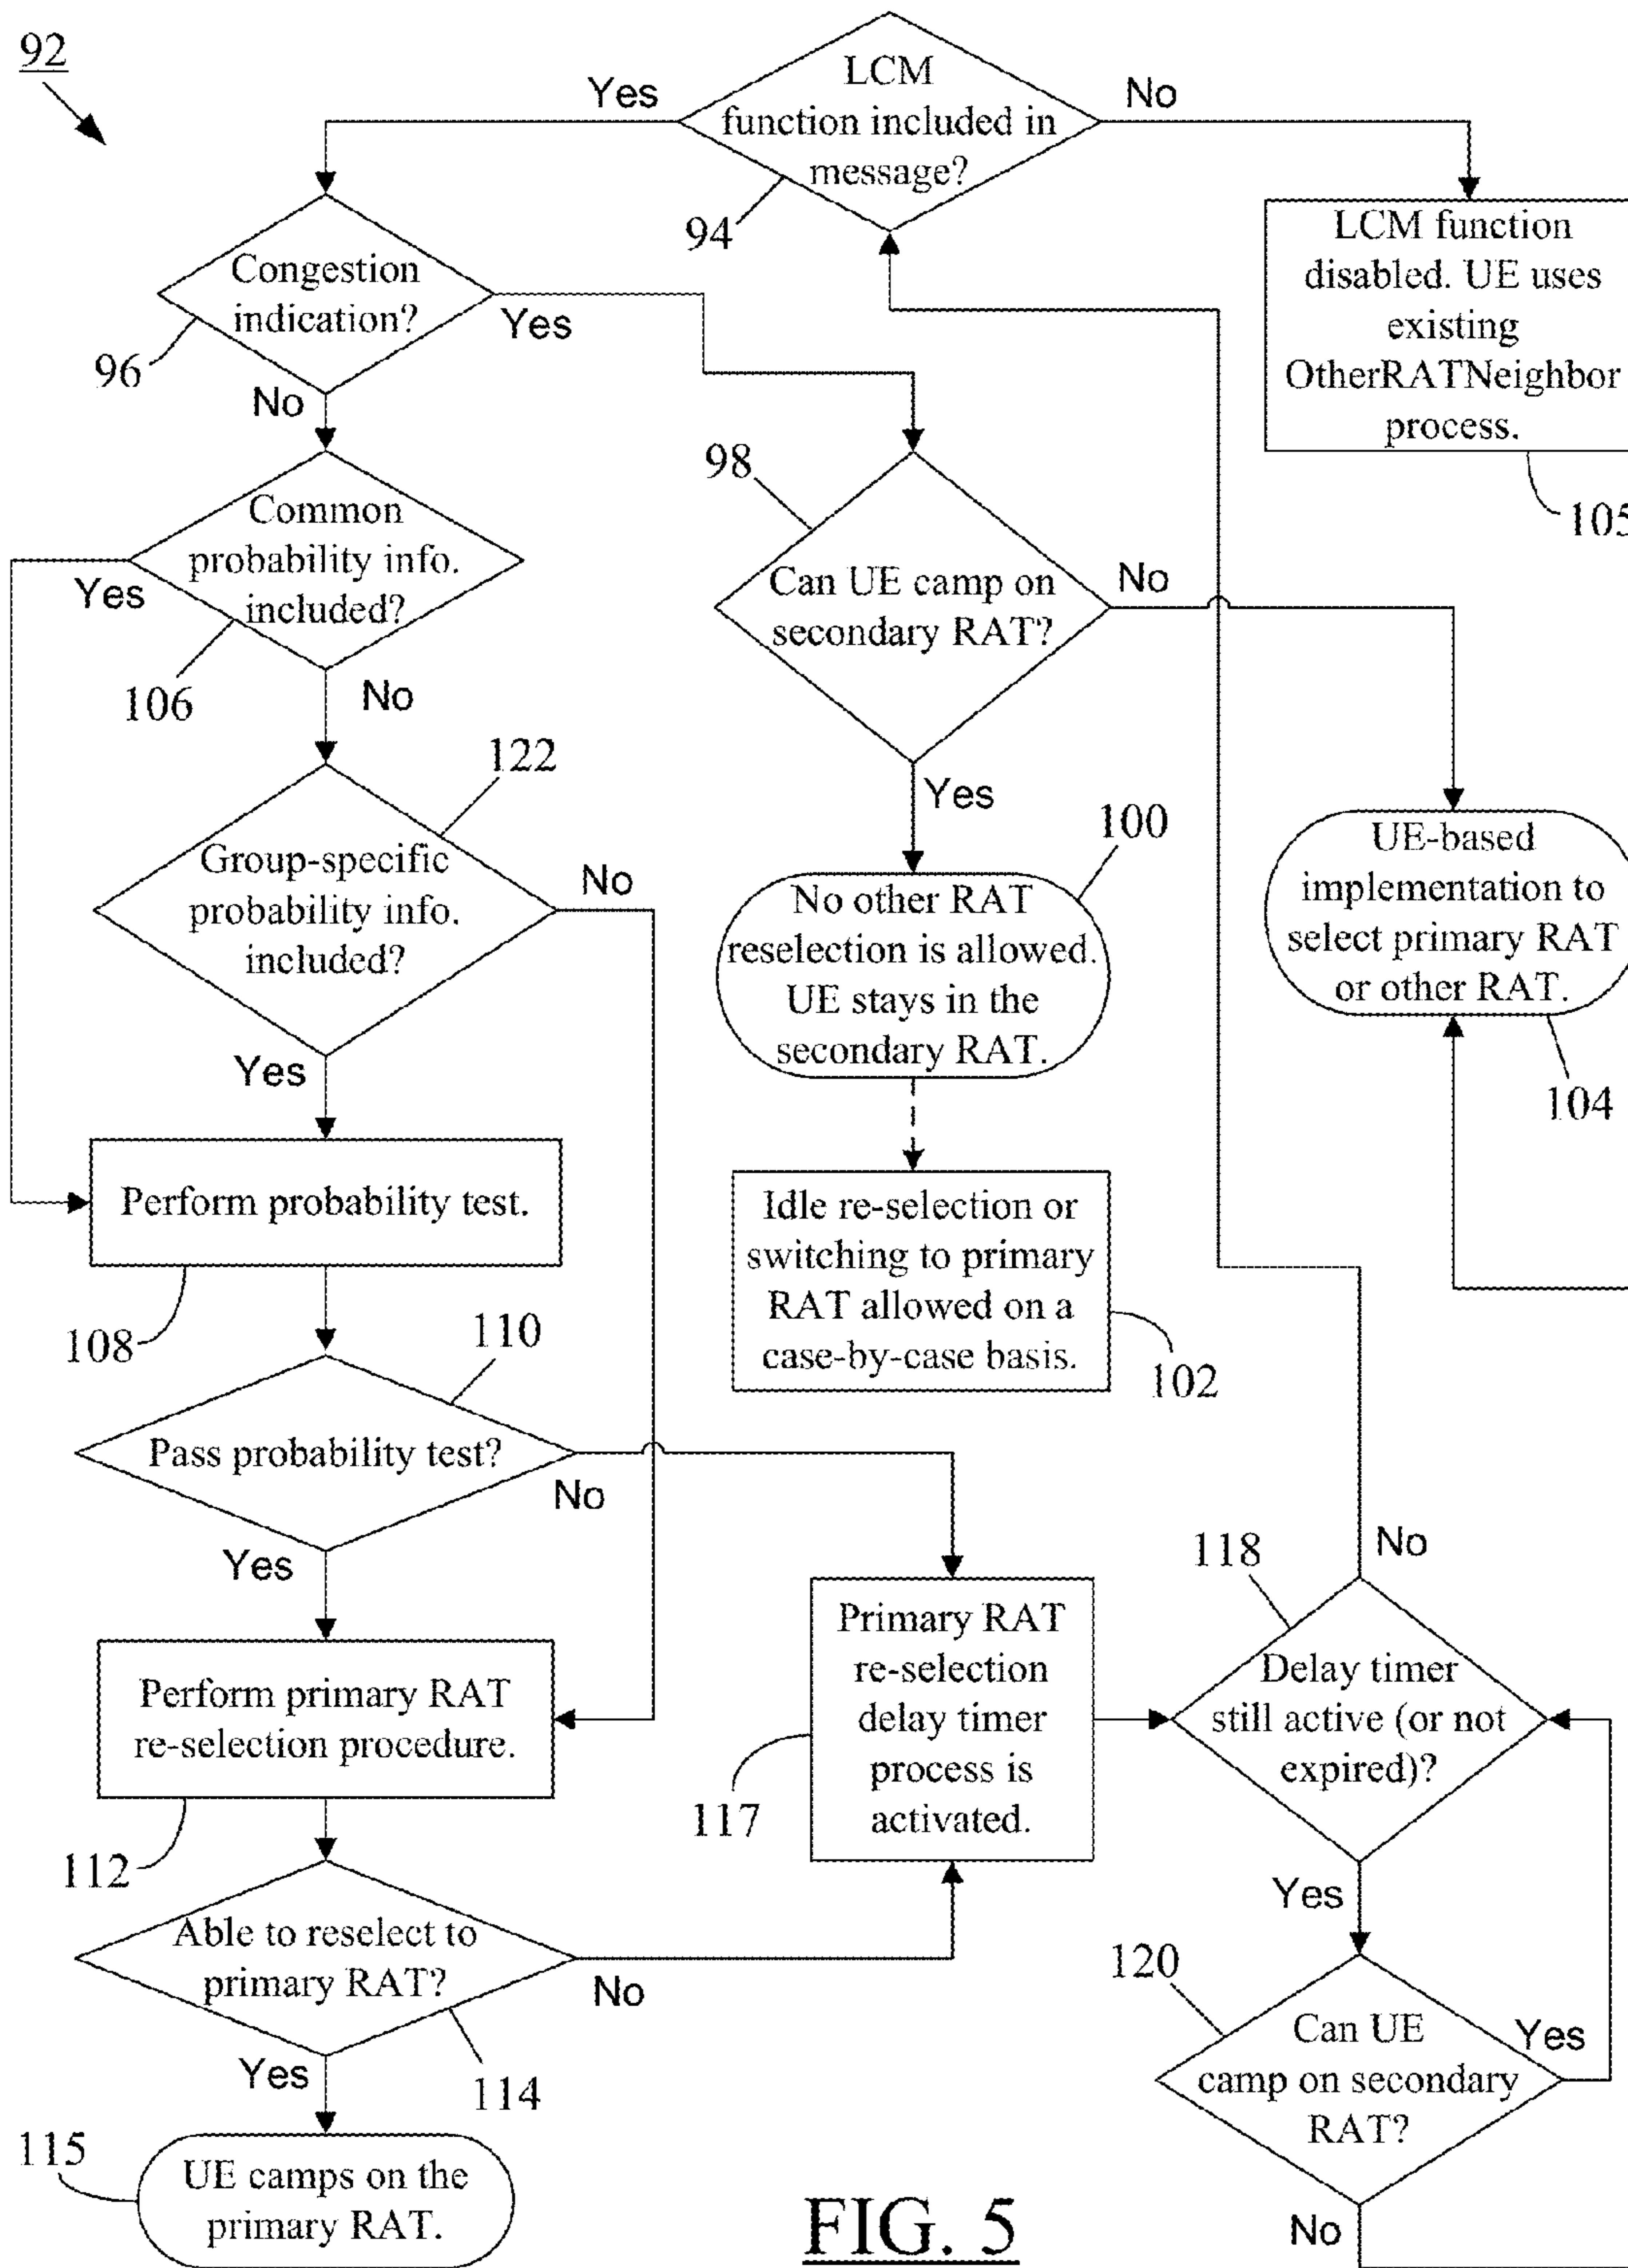 92
LCM
function included in
message?
Yes
No
94
Congestion
indication?
96
Yes
No
LCM function
disabled. UE uses
existing
OtherRATNeighbor
process.
105
Common
probability info.
included?
Yes
106
No
98
Can UE camp on
secondary RAT?
No
Yes
122
Group-specific
probability info.
included?
No
Yes
100
No other RAT
reselection is allowed.
UE stays in the
secondary RAT.
UE-based
implementation to
select primary RAT
or other RAT.
104
Perform probability test.
108
Idle re-selection or
switching to primary
RAT allowed on a
case-by-case basis.
102
110
Pass probability test?
No
Yes
Perform primary RAT
re-selection procedure.
112
Primary RAT
re-selection
delay timer
process is
activated.
117
118
No
Delay timer
still active (or not
expired)?
Yes
Able to reselect to
primary RAT?
No
Yes
114
120
Can UE
camp on secondary
RAT?
Yes
No
115
UE camps on the
primary RAT.
FIG. 5